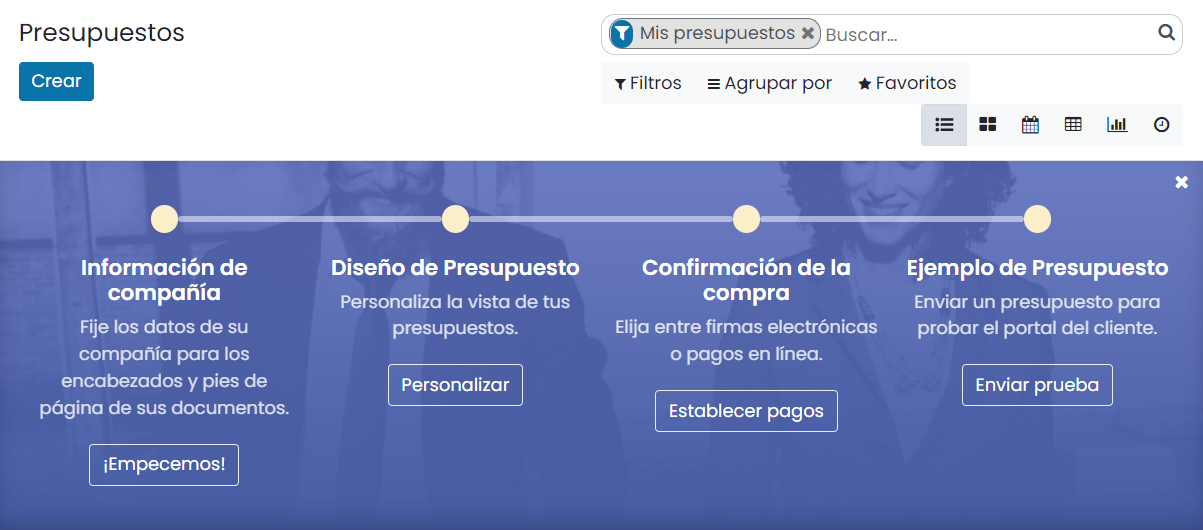 Presupuestos
Mis presupuestos
Buscar...
Crear
Filtros
Agrupar por
Favoritos
Información de
compañía
Fije los datos de su
compañía para los
encabezados y pies de
página de sus documentos.
¡Empecemos!
Diseño de Presupuesto
Personaliza la vista de tus
presupuestos.
Personalizar
Confirmación de la
compra
Elija entre firmas electrónicas
o pagos en línea.
Establecer pagos
Ejemplo de Presupuesto
Enviar un presupuesto para
probar el portal del cliente.
Enviar prueba